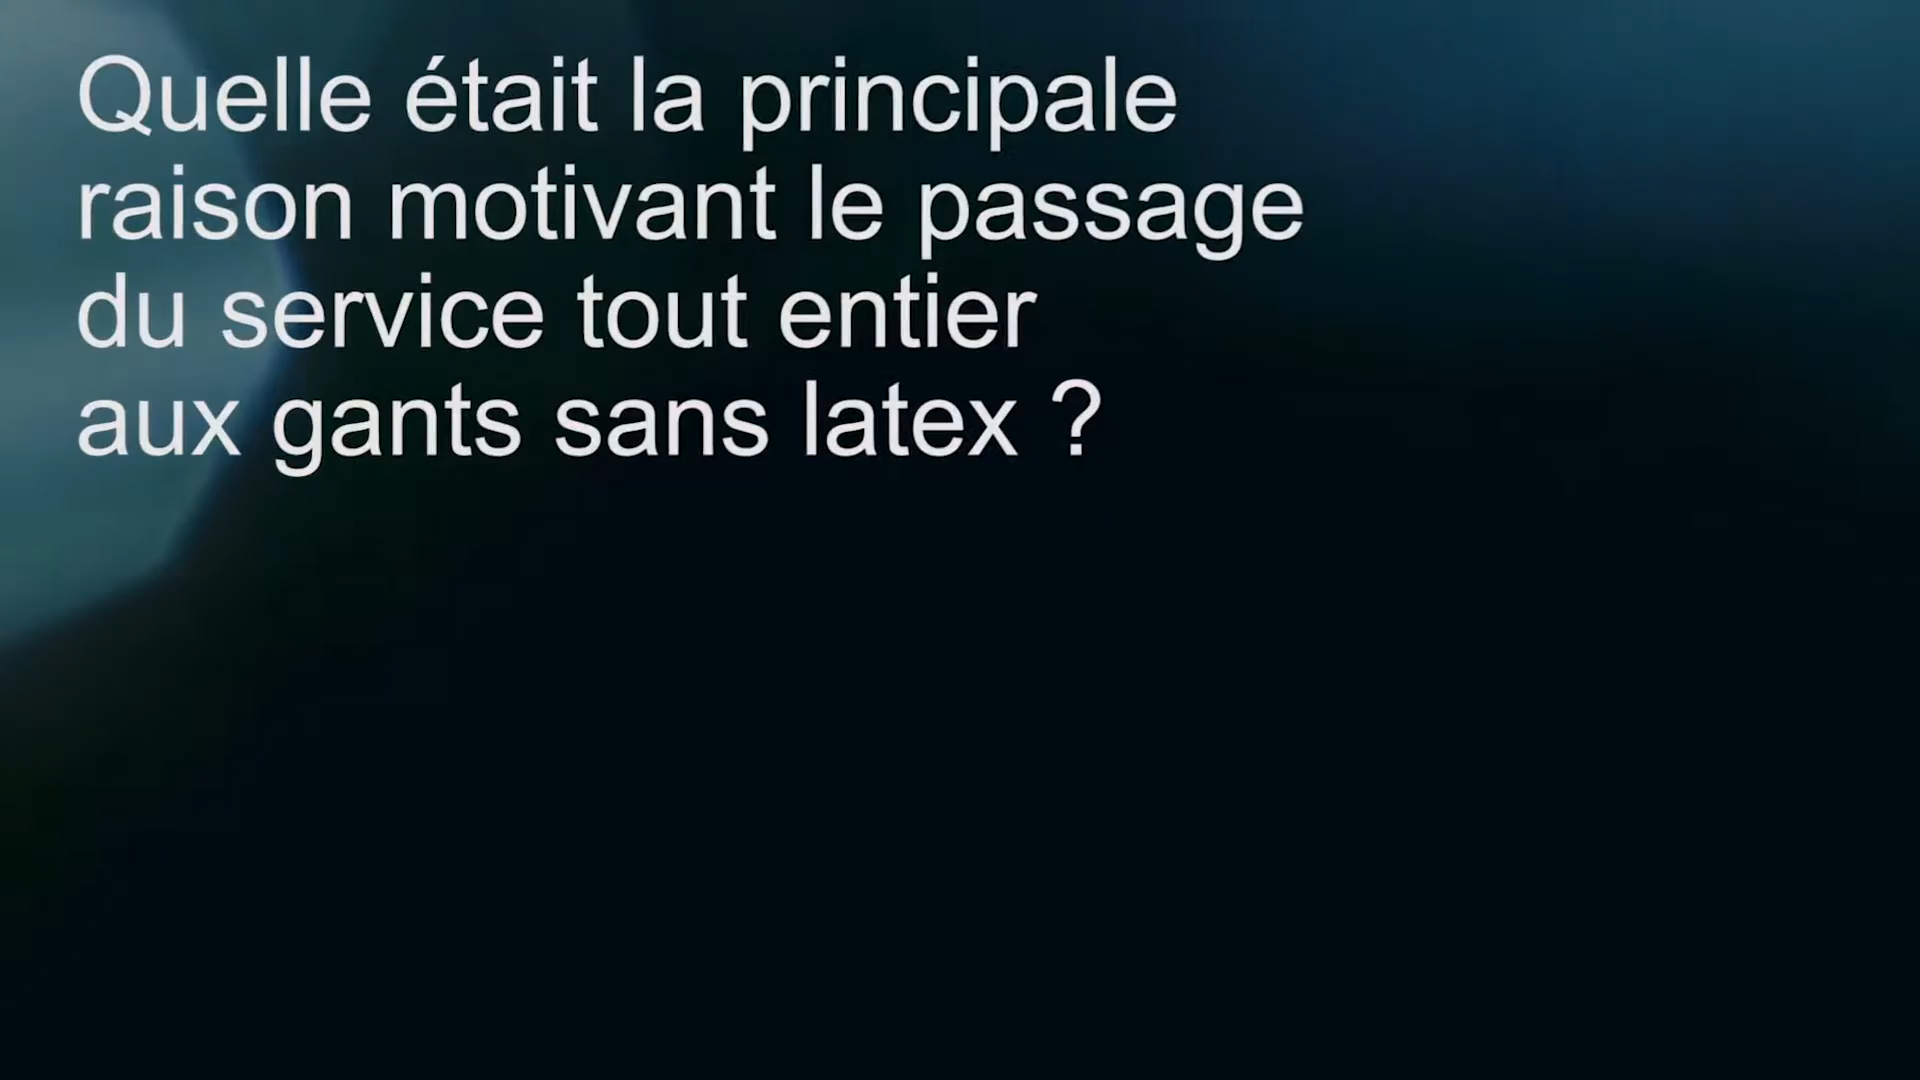 Quelle était la principale
raison motivant le passage
du service tout entier
aux gants sans latex ?